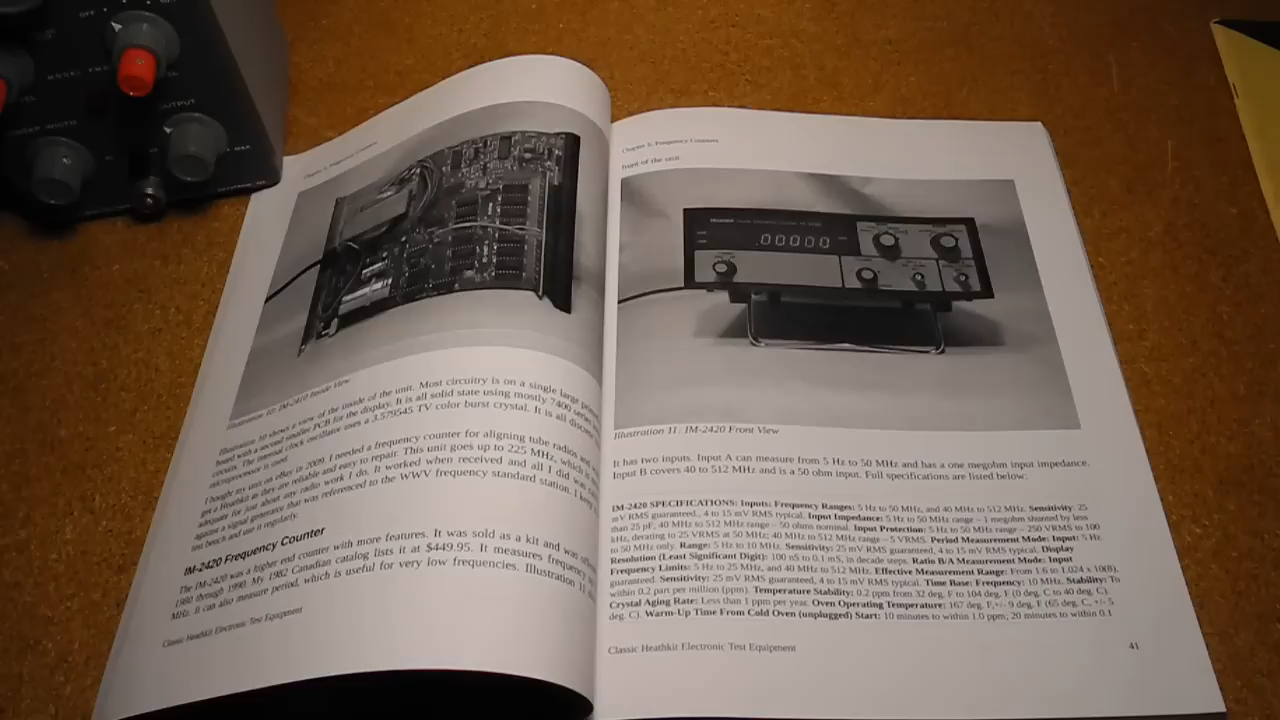 OUTPUT
MAX
Chapter 5: Frequency Counters
Illustration 10: IM-2410 Inside View
Illustration 10 shows a view of the inside of the unit. Most circuitry is on a single large
board with a second smaller PCB for the display. It is all solid state using mostly 7400 series
circuits. The internal clock oscillator uses a 3.579545 TV color burst crystal. It is all
microprocessor is used.
I bought my unit on eBay in 2009. I needed a frequency counter for aligning tube radios and
get a Heathkit as they are reliable and easy to repair. This unit goes up to 225 MHz, which is
adequate for just about any radio work I do. It worked when received and all I did was
against a signal generator that was referenced to the WWV frequency standard station. I keep
test bench and use it regularly.
IM-2420 Frequency Counter
The IM-2420 was a higher end counter with more features. It was sold as a kit and was
1980 through 1990. My 1982 Canadian catalog lists it at $449.95. It measures frequency
MHz. It can also measure period, which is useful for very low frequencies. Illustration 11
Classic Heathkit Electronic Test Equipment
Chapter 5: Frequency Counters
front of the unit.
.00000
Illustration 11: IM-2420 Front View
It has two inputs. Input A can measure from 5 Hz to 50 MHz and has a one megohm input impedance.
Input B covers 40 to 512 MHz and is a 50 ohm input. Full specifications are listed below:
IM-2420 SPECIFICATIONS: Inputs: Frequency Ranges: 5 Hz to 50 MHz, and 40 MHz to 512 MHz. Sensitivity: 25
mV RMS guaranteed., 4 to 15 mV RMS typical. Input Impedance: 5 Hz to 50 MHz range – 1 megohm shunted by less
than 25 pF; 40 MHz to 512 MHz range – 50 ohms nominal. Input Protection: 5 Hz to 50 MHz range – 250 VRMS to 100
kHz, derating to 25 VRMS at 50 MHz; 40 MHz to 512 MHz range – 5 VRMS. Period Measurement Mode: Input: 5 Hz
to 50 MHz only. Range: 5 Hz to 10 MHz. Sensitivity: 25 mV RMS guaranteed, 4 to 15 mV RMS typical. Display
Resolution (Least Significant Digit): 100 nS to 0.1 mS, in decade steps. Ratio B/A Measurement Mode: Input
Frequency Limits: 5 Hz to 25 MHz, and 40 MHz to 512 MHz. Effective Measurement Range: From 1.6 to 1.024 x 10(8).
guaranteed. Sensitivity: 25 mV RMS guaranteed, 4 to 15 mV RMS typical. Time Base: Frequency: 10 MHz. Stability: To
within 0.2 part per million (ppm). Temperature Stability: 0.2 ppm from 32 deg. F to 104 deg. F (0 deg. C to 40 deg. C).
Crystal Aging Rate: Less than 1 ppm per year. Oven Operating Temperature: 167 deg. F,+/- 9 deg. F (65 deg. C, +/- 5
deg. C). Warm-Up Time From Cold Oven (unplugged) Start: 10 minutes to within 1.0 ppm; 20 minutes to within 0.1
Classic Heathkit Electronic Test Equipment
41